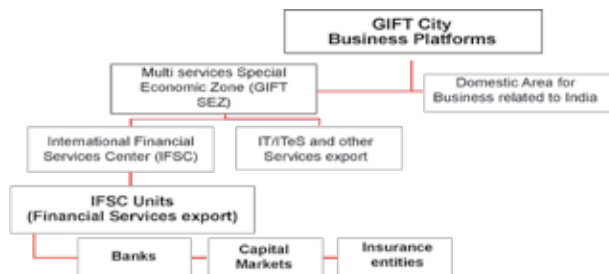 GIFT City
Business Platforms
Multi services Special
Economic Zone (GIFT
SEZ)
Domestic Area for
Business related to India
International Financial
Services Center (IFSC)
IT/ITeS and other
Services export
IFSC Units
(Financial Services export)
Banks
Capital
Markets
Insurance
entities